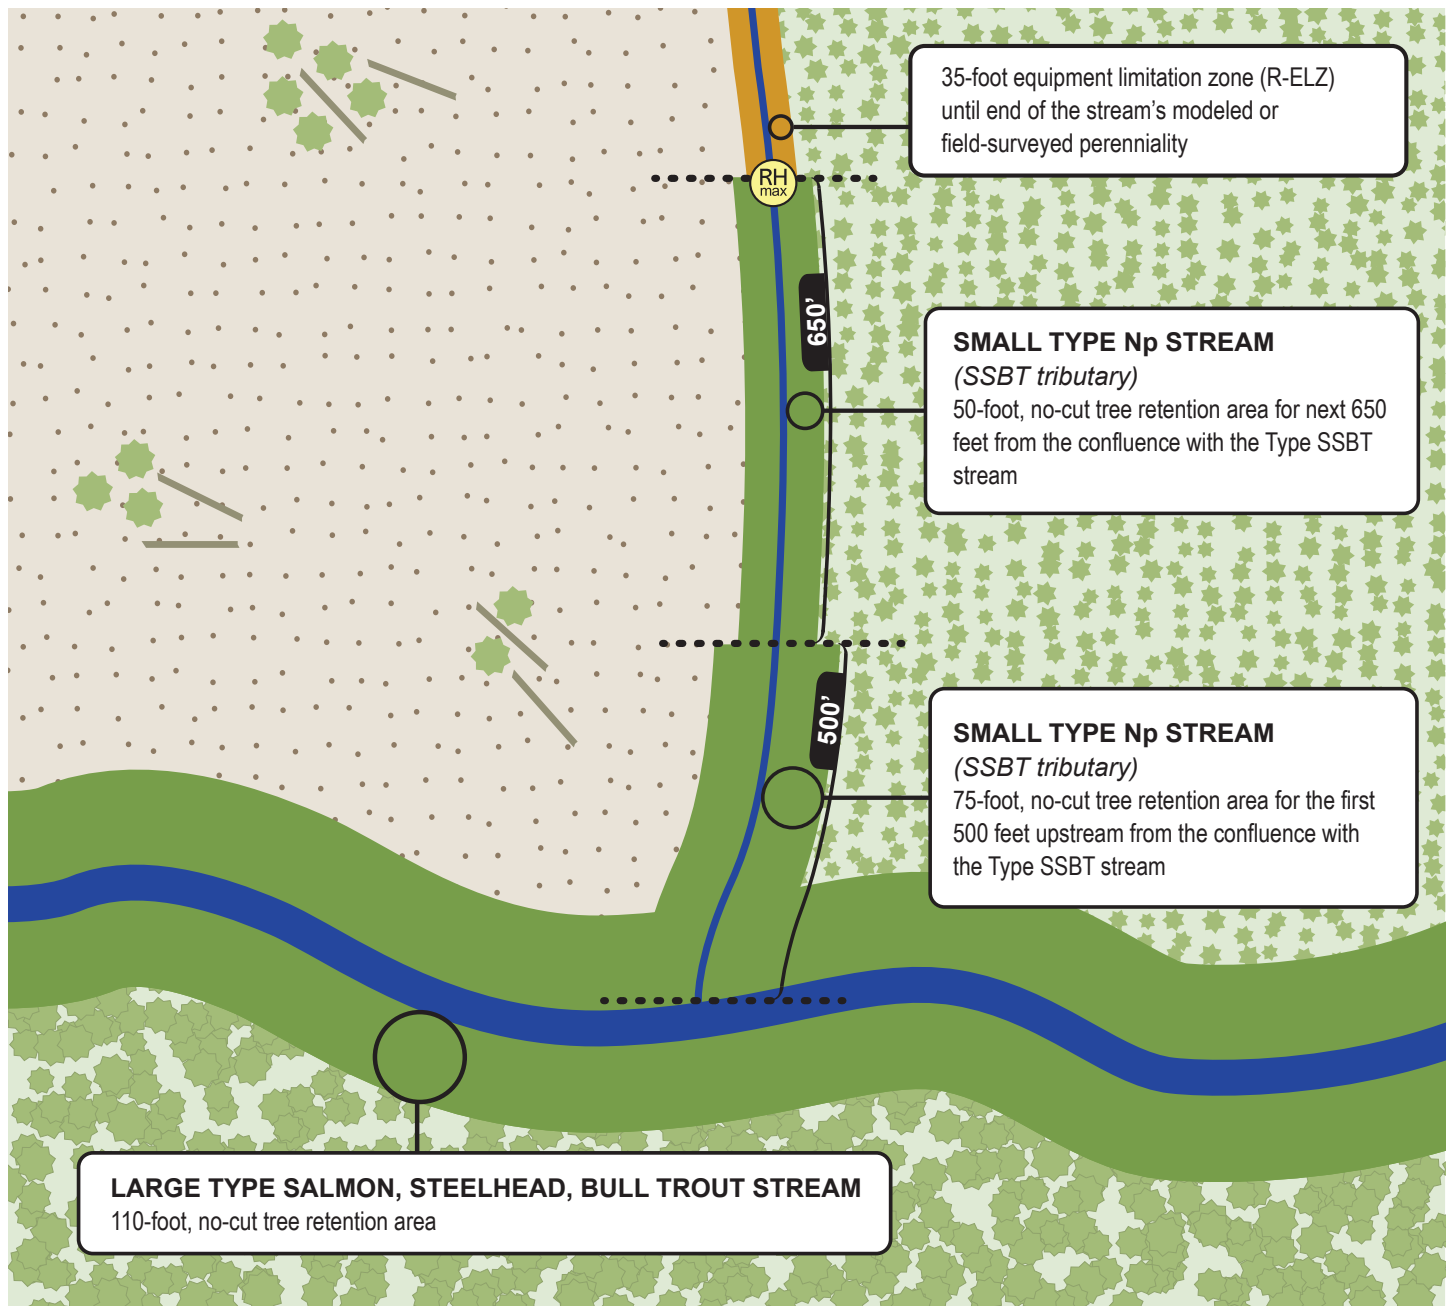 35-foot equipment limitation zone (R-ELZ)
until end of the stream’s modeled or
field-surveyed perenniality
RH
max
650’
SMALL TYPE Np STREAM
(SSBT tributary)
50-foot, no-cut tree retention area for next 650
feet from the confluence with the Type SSBT
stream
500’
SMALL TYPE Np STREAM
(SSBT tributary)
75-foot, no-cut tree retention area for the first
500 feet upstream from the confluence with
the Type SSBT stream
LARGE TYPE SALMON, STEELHEAD, BULL TROUT STREAM
110-foot, no-cut tree retention area